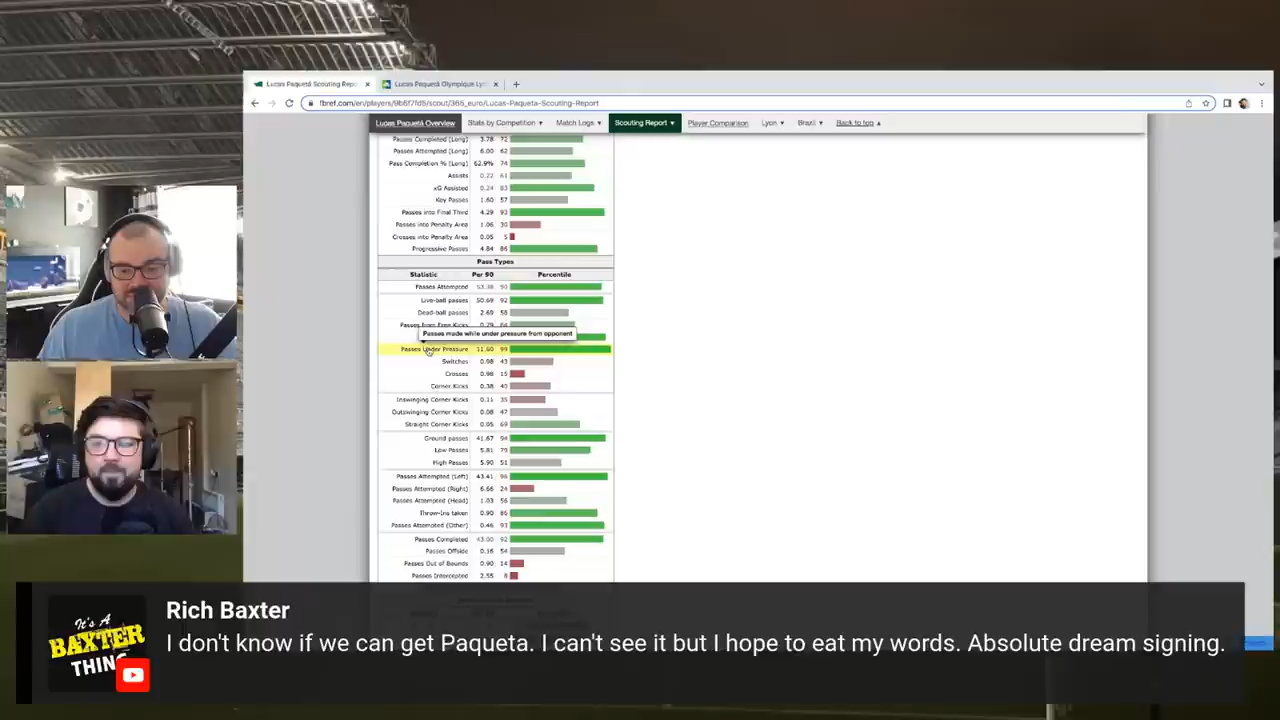 Lucas Paquetá Scouting Repo
Lucas Paquetá Olympique Ly
fbref.com/en/players/9b6f7fd5/scout/365_euro/Lucas-Paqueta-Scouting-Report
Lucas Paquetá Overview Stats by Competition Match Logs Scouting Report Player Comparison Lyon Brazil Back to top
Passes Completed (Long) 3.78 72
Passes Attempted (Long) 6.00 62
Pass Completion % (Long) 62.9% 74
Assists 0.22 61
xG Assisted 0.24 83
Key Passes 1.60 57
Passes into Final Third 4.29 93
Passes into Penalty Area 1.06 30
Crosses into Penalty Area 0.05 5
Progressive Passes 4.84 86
Pass Types
Statistic Per 90 Percentile
Passes Attempted 53.38 90
Live-ball passes 50.69 92
Dead-ball passes 2.69 58
Passes from Free Kicks 0.79 64
Passes made while under pressure from opponent
Passes Under Pressure 11.60 99
Switches 0.98 43
Crosses 0.98 15
Corner Kicks 0.38 40
Inswinging Corner Kicks 0.11 35
Outswinging Corner Kicks 0.08 47
Straight Corner Kicks 0.05 69
Ground passes 41.67 94
Low Passes 5.81 79
High Passes 5.90 51
Passes Attempted (Left) 43.41 96
Passes Attempted (Right) 6.66 24
Passes Attempted (Head) 1.03 56
Throw-Ins taken 0.90 86
Passes Attempted (Other) 0.46 93
Passes Completed 43.00 92
Passes Offside 0.16 54
Passes Out of Bounds 0.90 14
Passes Intercepted 2.55 8
It's A
BAXTER
THING
Rich Baxter
I don't know if we can get Paqueta. I can't see it but I hope to eat my words. Absolute dream signing.